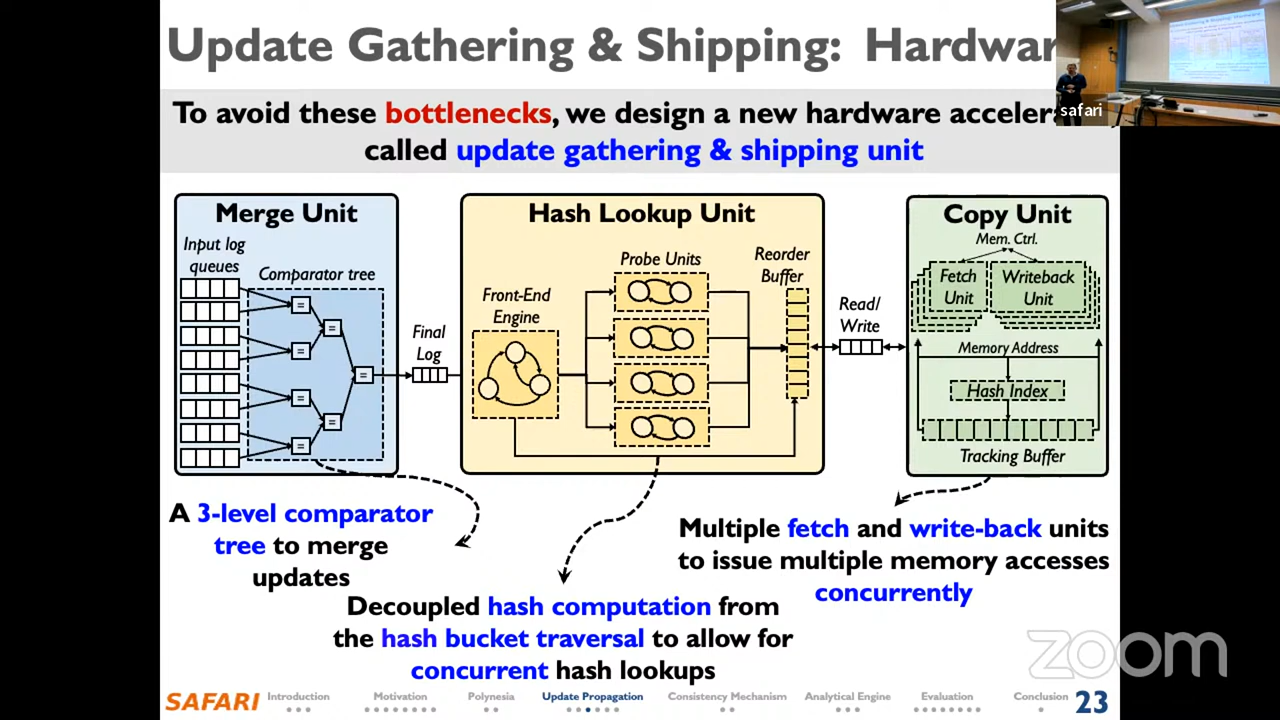 Update Gathering & Shipping: Hardwar
To avoid these bottlenecks, we design a new hardware acceler
called update gathering & shipping unit
safari
Merge Unit
Input log
queues
Comparator tree
=
=
=
=
=
=
=
Final
Log
Hash Lookup Unit
Front-End
Engine
Probe Units
Reorder
Buffer
Read/
Write
Copy Unit
Mem. Ctrl.
Fetch
Unit
Writeback
Unit
Memory Address
Hash Index
Tracking Buffer
A 3-level comparator
tree to merge
updates
Decoupled hash computation from
the hash bucket traversal to allow for
concurrent hash lookups
Multiple fetch and write-back units
to issue multiple memory accesses
concurrently
zoom
SAFARI
Introduction
Motivation
Polynesia
Update Propagation
Consistency Mechanism
Analytical Engine
Evaluation
Conclusion
23